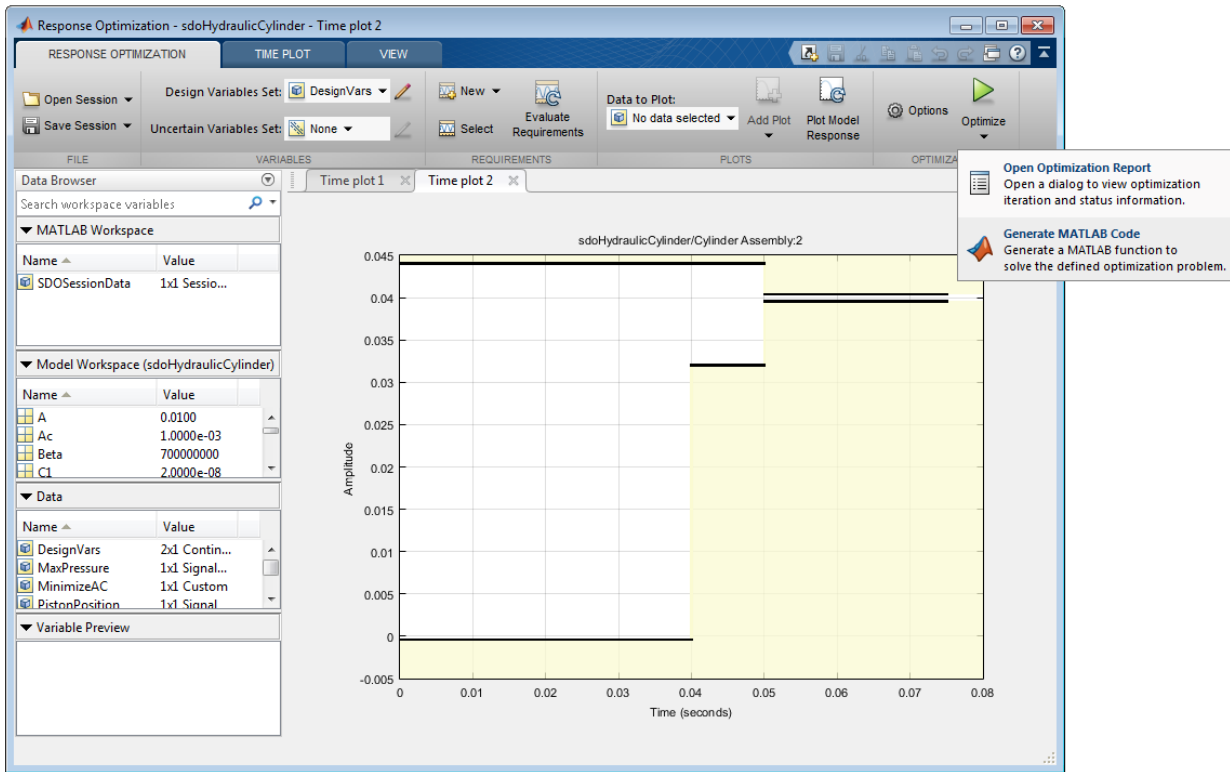 Response Optimization - sdoHydraulicCylinder - Time plot 2
RESPONSE OPTIMIZATION
TIME PLOT
VIEW
Open Session
Save Session
FILE
Design Variables Set:
DesignVars
Uncertain Variables Set:
None
VARIABLES
New
Select
Evaluate
Requirements
REQUIREMENTS
Data to Plot:
No data selected
Add Plot
Plot Model
Response
PLOTS
Options
Optimize
OPTIMIZA
Open Optimization Report
Open a dialog to view optimization
iteration and status information.
Generate MATLAB Code
Generate a MATLAB function to
solve the defined optimization problem.
Data Browser
Search workspace variables
MATLAB Workspace
Name Value
SDOSessionData 1x1 Sessio...
Model Workspace (sdoHydraulicCylinder)
Name Value
A 0.0100
Ac 1.0000e-03
Beta 700000000
C1 2.0000e-08
Data
Name Value
DesignVars 2x1 Contin...
MaxPressure 1x1 Signal...
MinimizeAC 1x1 Custom
PistonPosition 1x1 Signal
Variable Preview
Time plot 1
Time plot 2
sdoHydraulicCylinder/Cylinder Assembly:2
0.045
0.04
0.035
0.03
0.025
0.02
0.015
0.01
0.005
0
-0.005
Amplitude
0 0.01 0.02 0.03 0.04 0.05 0.06 0.07 0.08
Time (seconds)